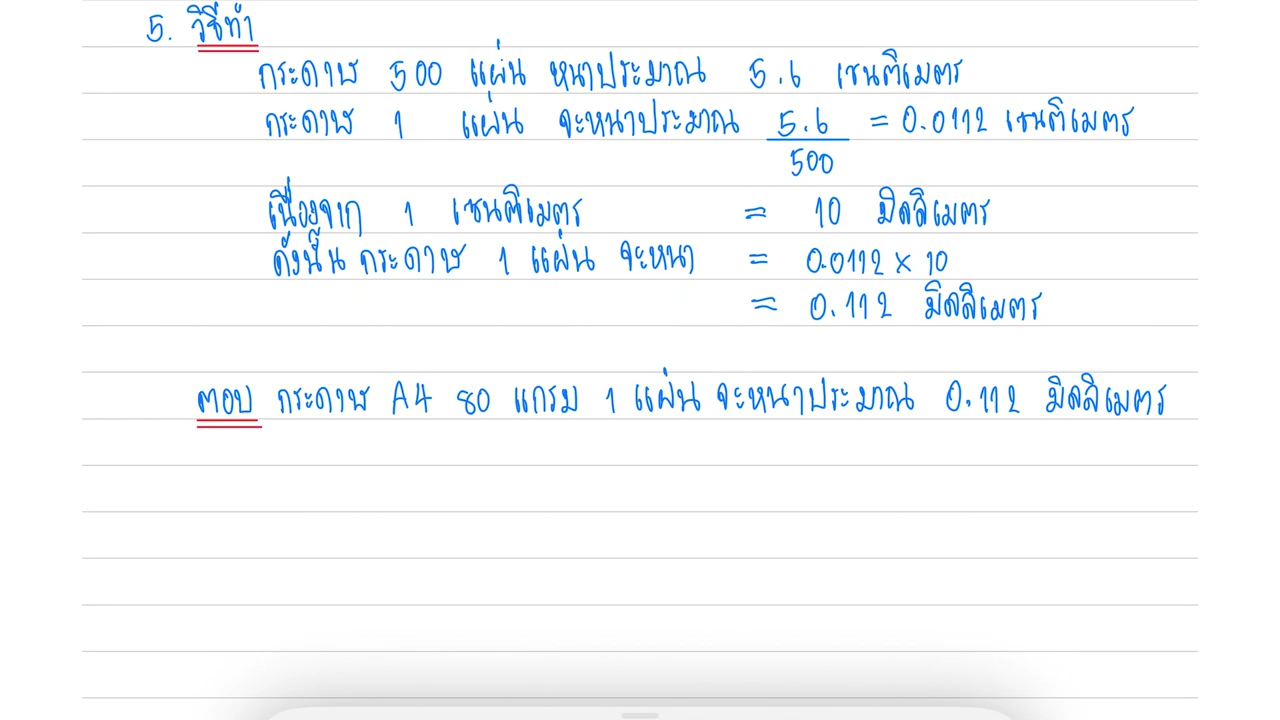 5. วิธีทำ
กระดาษ 500 แผ่น หนาประมาณ 5.6 เซนติเมตร
กระดาษ 1 แผ่น จะหนาประมาณ 5.6/500 = 0.0112 เซนติเมตร
เนื่องจาก 1 เซนติเมตร = 10 มิลลิเมตร
ดังนั้น กระดาษ 1 แผ่น จะหนา = 0.0112 × 10
= 0.112 มิลลิเมตร
ตอบ กระดาษ A4 80 แกรม 1 แผ่น จะหนาประมาณ 0.112 มิลลิเมตร